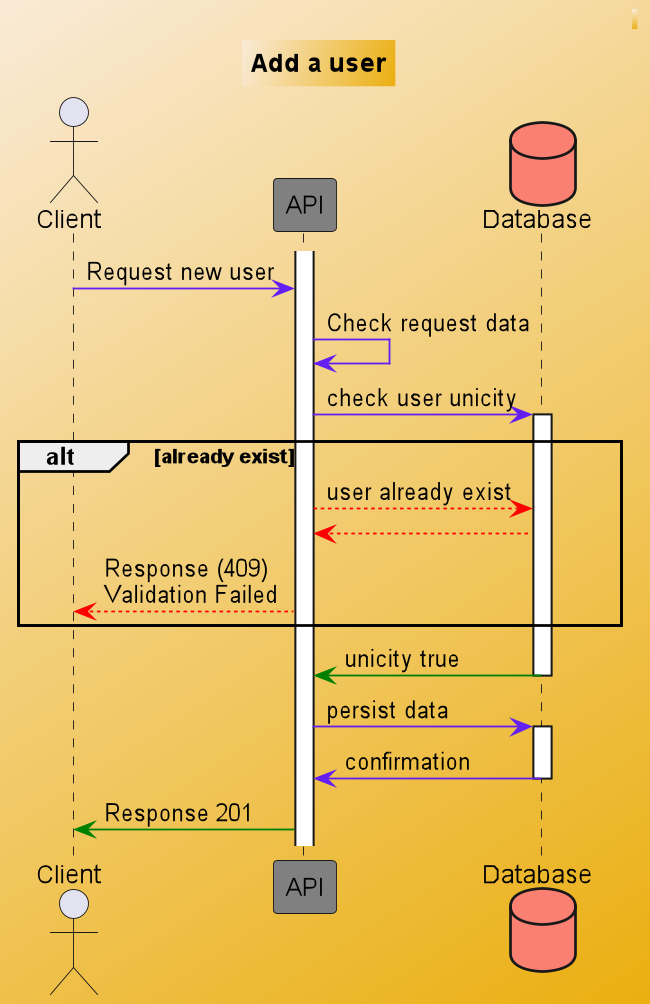 Add a user
Client
API
Database
Request new user
Check request data
check user unicity
alt
[already exist]
user already exist
Response (409)
Validation Failed
unicity true
persist data
confirmation
Response 201
Client
API
Database